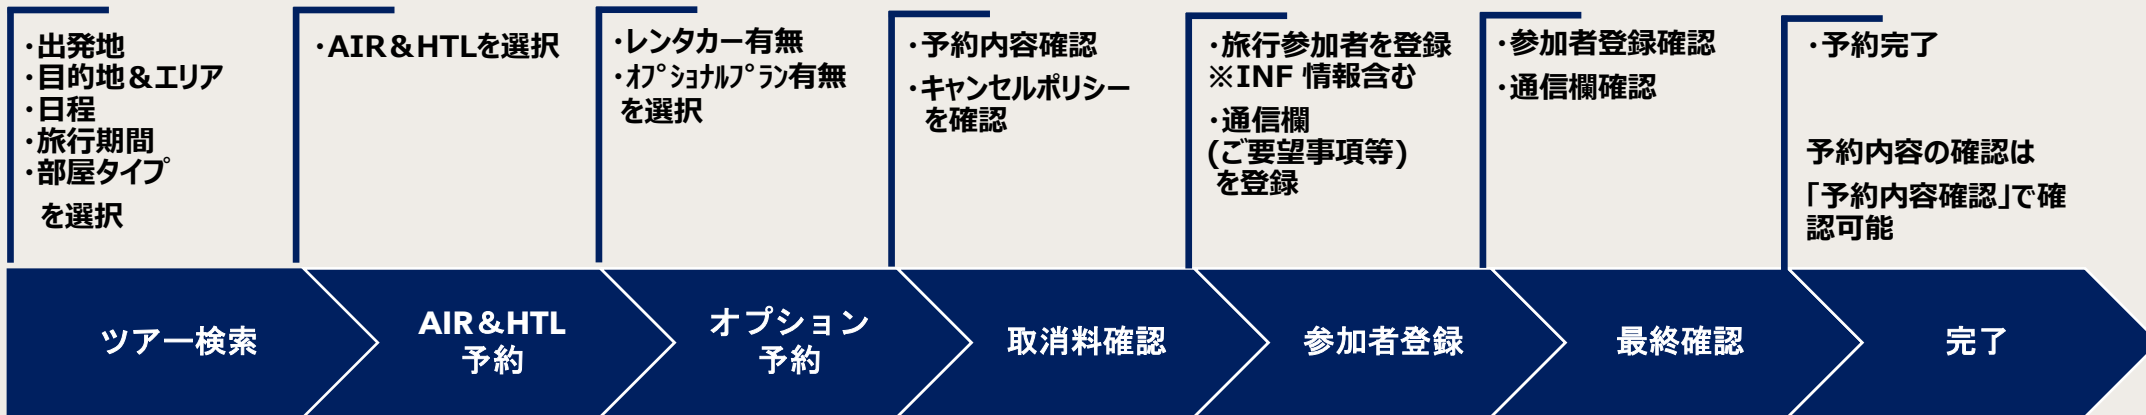 ・出発地
・目的地&エリア
・日程
・旅行期間
・部屋タイプ
を選択
・AIR&HTLを選択
・レンタカー有無
・ｵﾌﾟｼｮﾅﾙﾌﾟﾗﾝ有無
を選択
・予約内容確認
・キャンセルポリシー
を確認
・旅行参加者を登録
※INF 情報含む
・通信欄
(ご要望事項等)
を登録
・参加者登録確認
・通信欄確認
・予約完了
予約内容の確認は
「予約内容確認」で確
認可能
ツアー検索
AIR&HTL
予約
オプション
予約
取消料確認
参加者登録
最終確認
完了